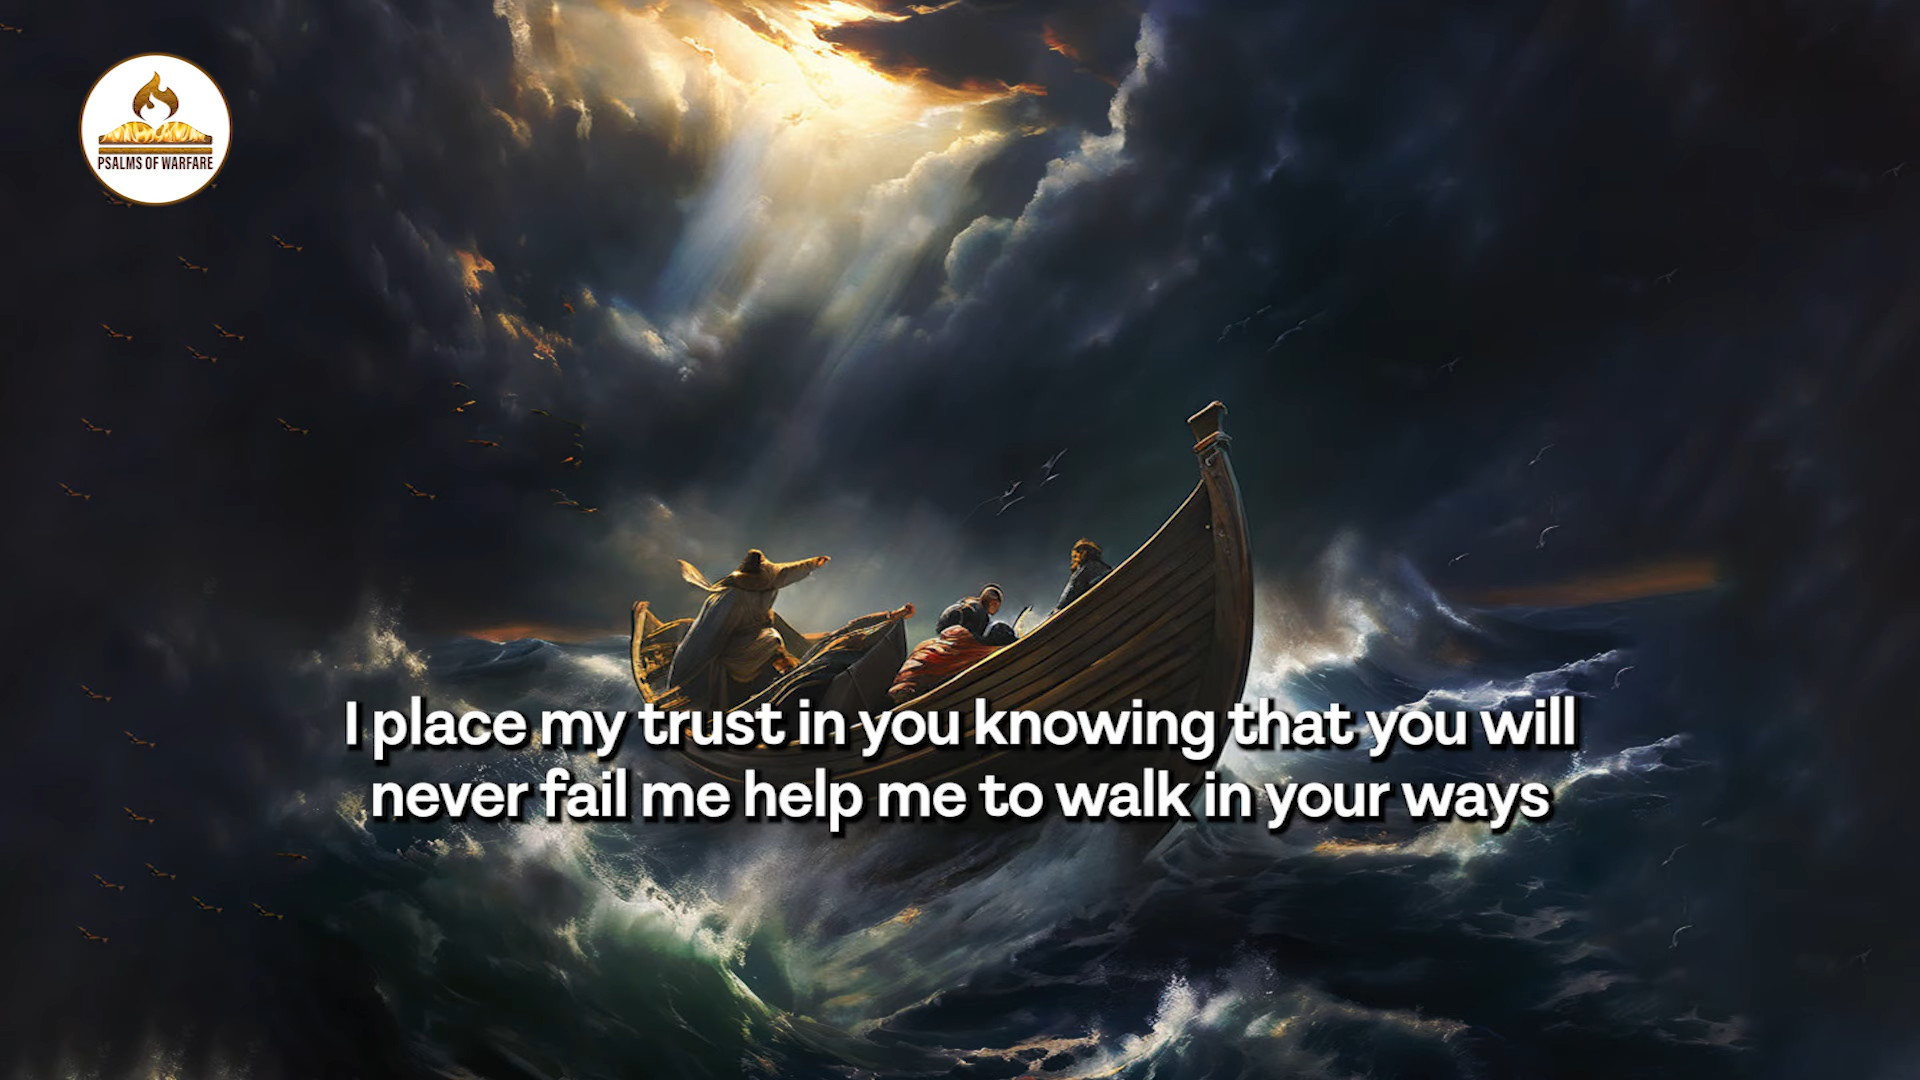 PSALMS OF WARFARE
I place my trust in you knowing that you will
never fail me help me to walk in your ways